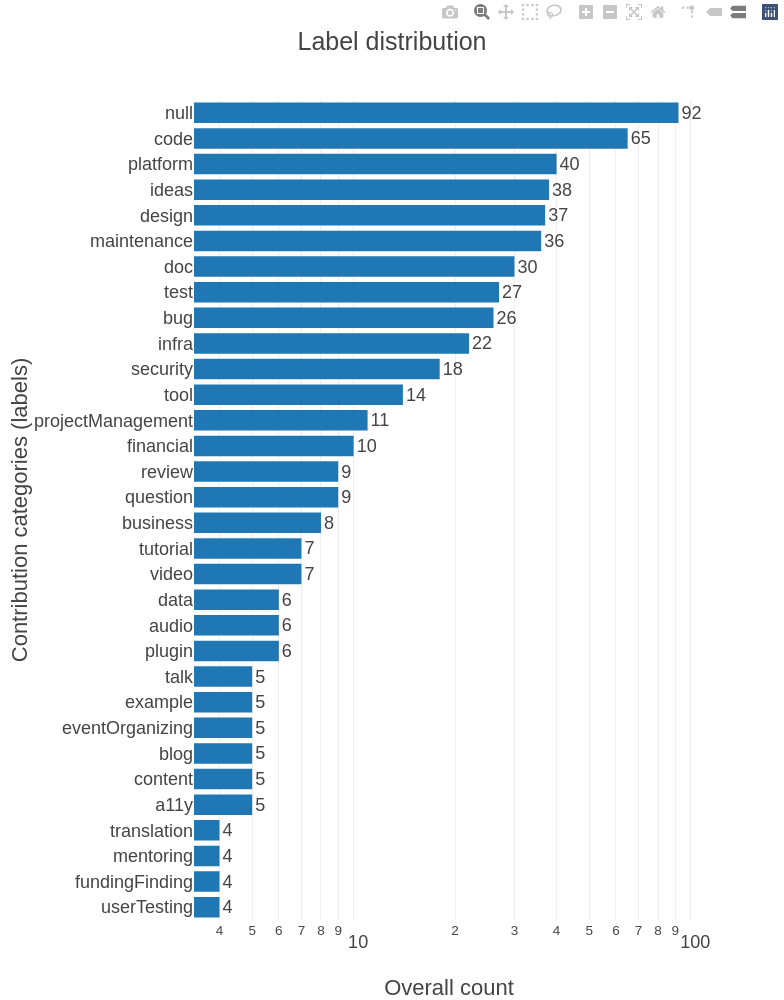 Label distribution
null 92
code 65
platform 40
ideas 38
design 37
maintenance 36
doc 30
test 27
bug 26
infra 22
security 18
tool 14
projectManagement 11
financial 10
review 9
question 9
business 8
tutorial 7
video 7
data 6
audio 6
plugin 6
talk 5
example 5
eventOrganizing 5
blog 5
content 5
a11y 5
translation 4
mentoring 4
fundingFinding 4
userTesting 4
Contribution categories (labels)
4 5 6 7 8 9 10 2 3 4 5 6 7 8 9 100
Overall count